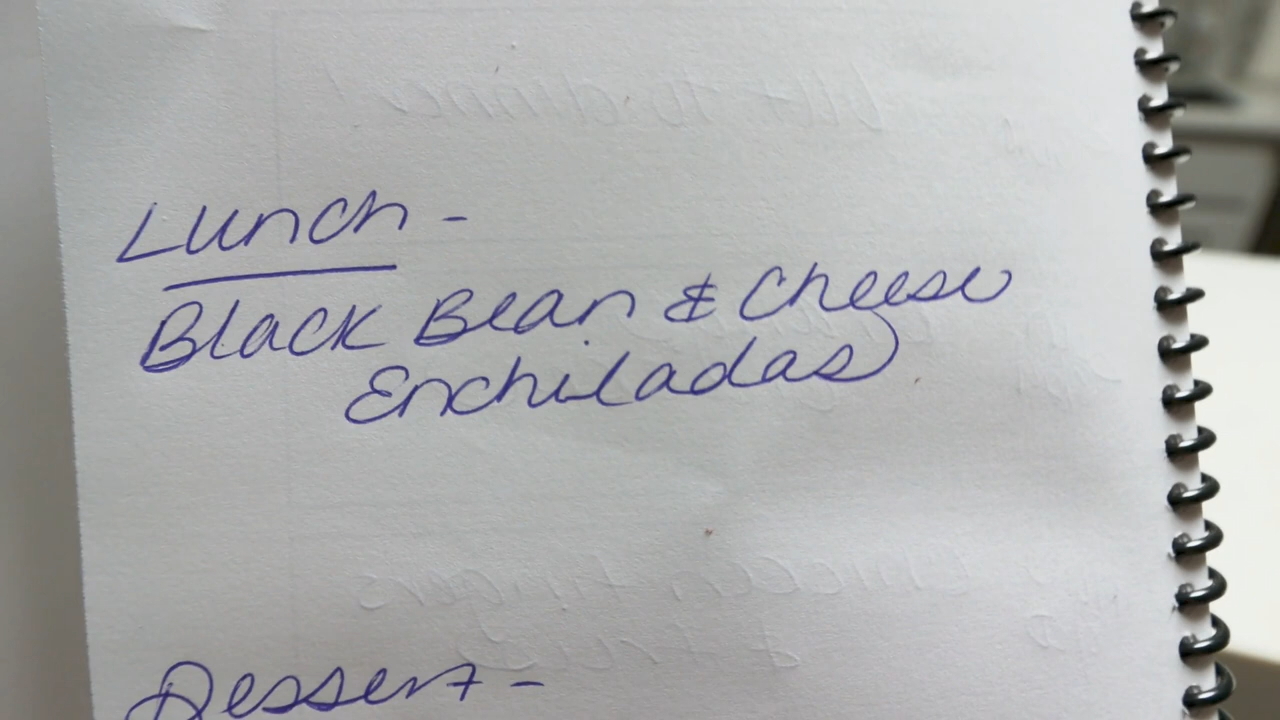 Lunch -
Black Bean & Cheese
Enchiladas
Dessert -